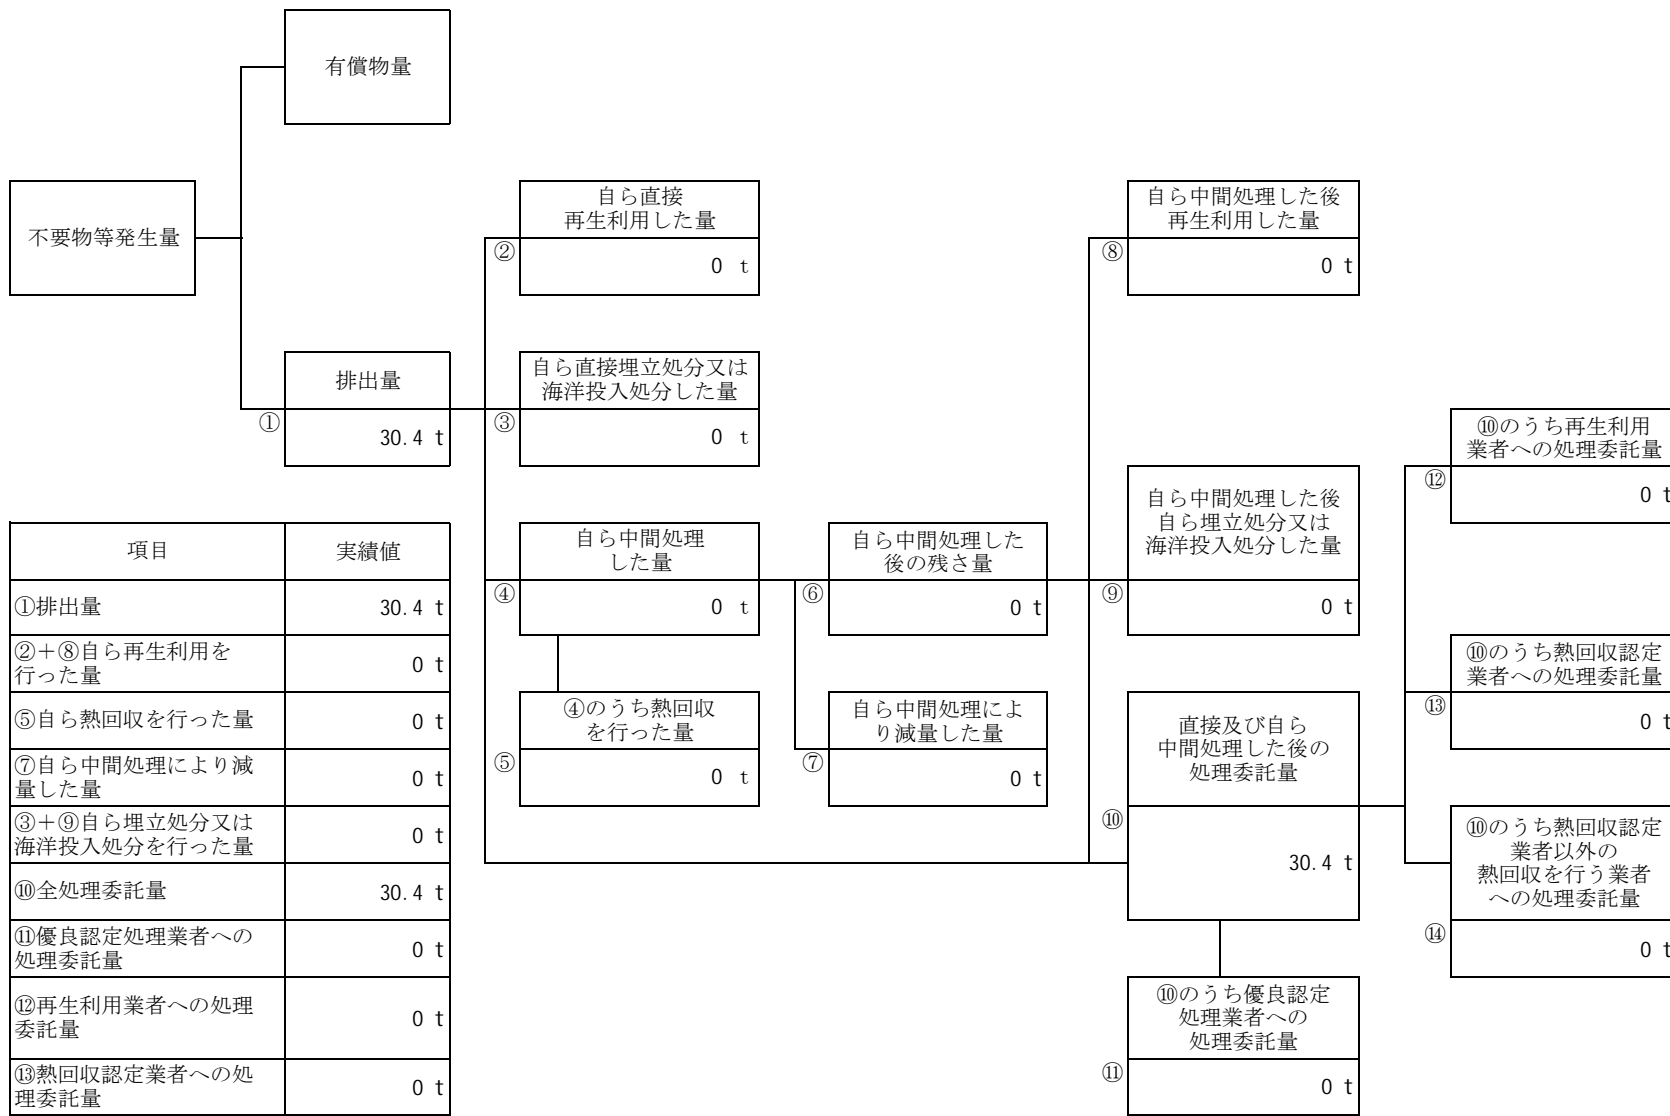 有償物量
不要物等発生量
自ら直接
再生利用した量
②
0 t
自ら中間処理した後
再生利用した量
⑧
0 t
排出量
①
30.4 t
自ら直接埋立処分又は
海洋投入処分した量
③
0 t
⑩のうち再生利用
業者への処理委託量
⑫
0 t
自ら中間処理
した量
④
0 t
自ら中間処理した
後の残さ量
⑥
0 t
自ら中間処理した後
自ら埋立処分又は
海洋投入処分した量
⑨
0 t
⑩のうち熱回収認定
業者への処理委託量
⑬
0 t
④のうち熱回収
を行った量
⑤
0 t
自ら中間処理によ
り減量した量
⑦
0 t
直接及び自ら
中間処理した後の
処理委託量
⑩
30.4 t
⑩のうち熱回収認定
業者以外の
熱回収を行う業者
への処理委託量
⑭
0 t
⑩のうち優良認定
処理業者への
処理委託量
⑪
0 t
項目 実績値
①排出量 30.4 t
②＋⑧自ら再生利用を
行った量 0 t
⑤自ら熱回収を行った量 0 t
⑦自ら中間処理により減
量した量 0 t
③＋⑨自ら埋立処分又は
海洋投入処分を行った量 0 t
⑩全処理委託量 30.4 t
⑪優良認定処理業者への
処理委託量 0 t
⑫再生利用業者への処理
委託量 0 t
⑬熱回収認定業者への処
理委託量 0 t